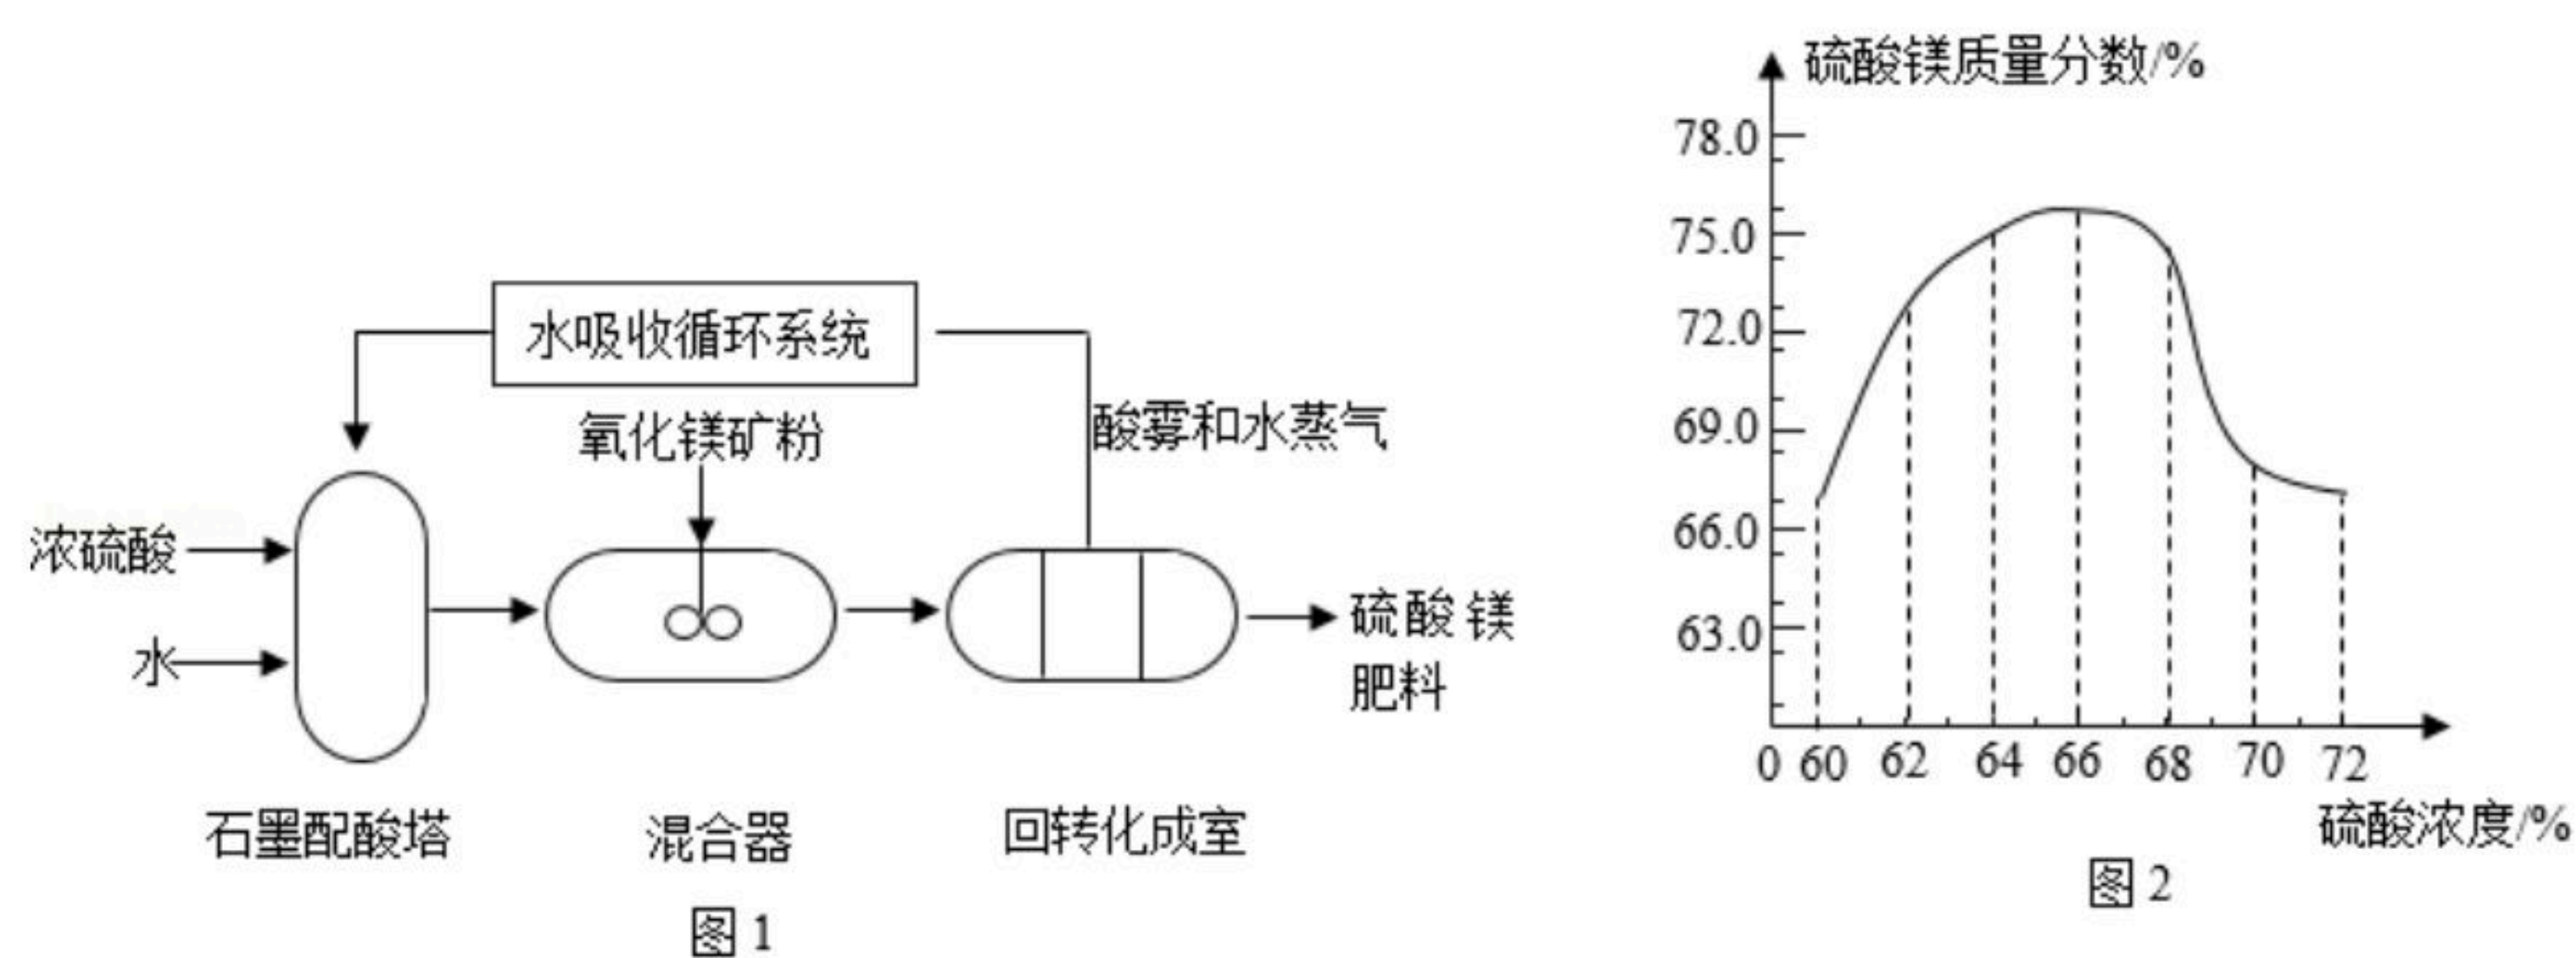 水吸收循环系统
氧化镁矿粉
酸雾和水蒸气
浓硫酸
水
硫酸镁
肥料
石墨配酸塔
混合器
回转化成室
图1
硫酸镁质量分数/%
78.0
75.0
72.0
69.0
66.0
63.0
0 60 62 64 66 68 70 72
硫酸浓度/%
图2